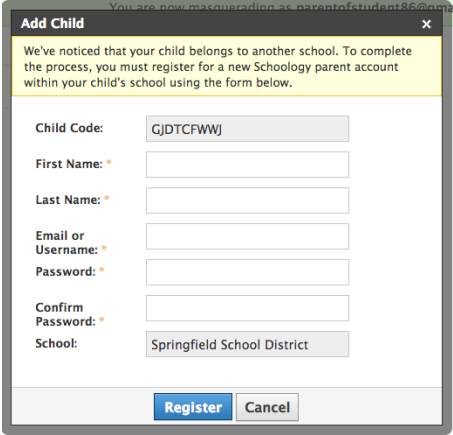 You are now masquerading as parentofstudent86@gma
Add Child ×
We've noticed that your child belongs to another school. To complete
the process, you must register for a new Schoology parent account
within your child's school using the form below.
Child Code: GJDTCFWWJ
First Name: *
Last Name: *
Email or
Username: *
Password: *
Confirm
Password: *
School: Springfield School District
Register Cancel